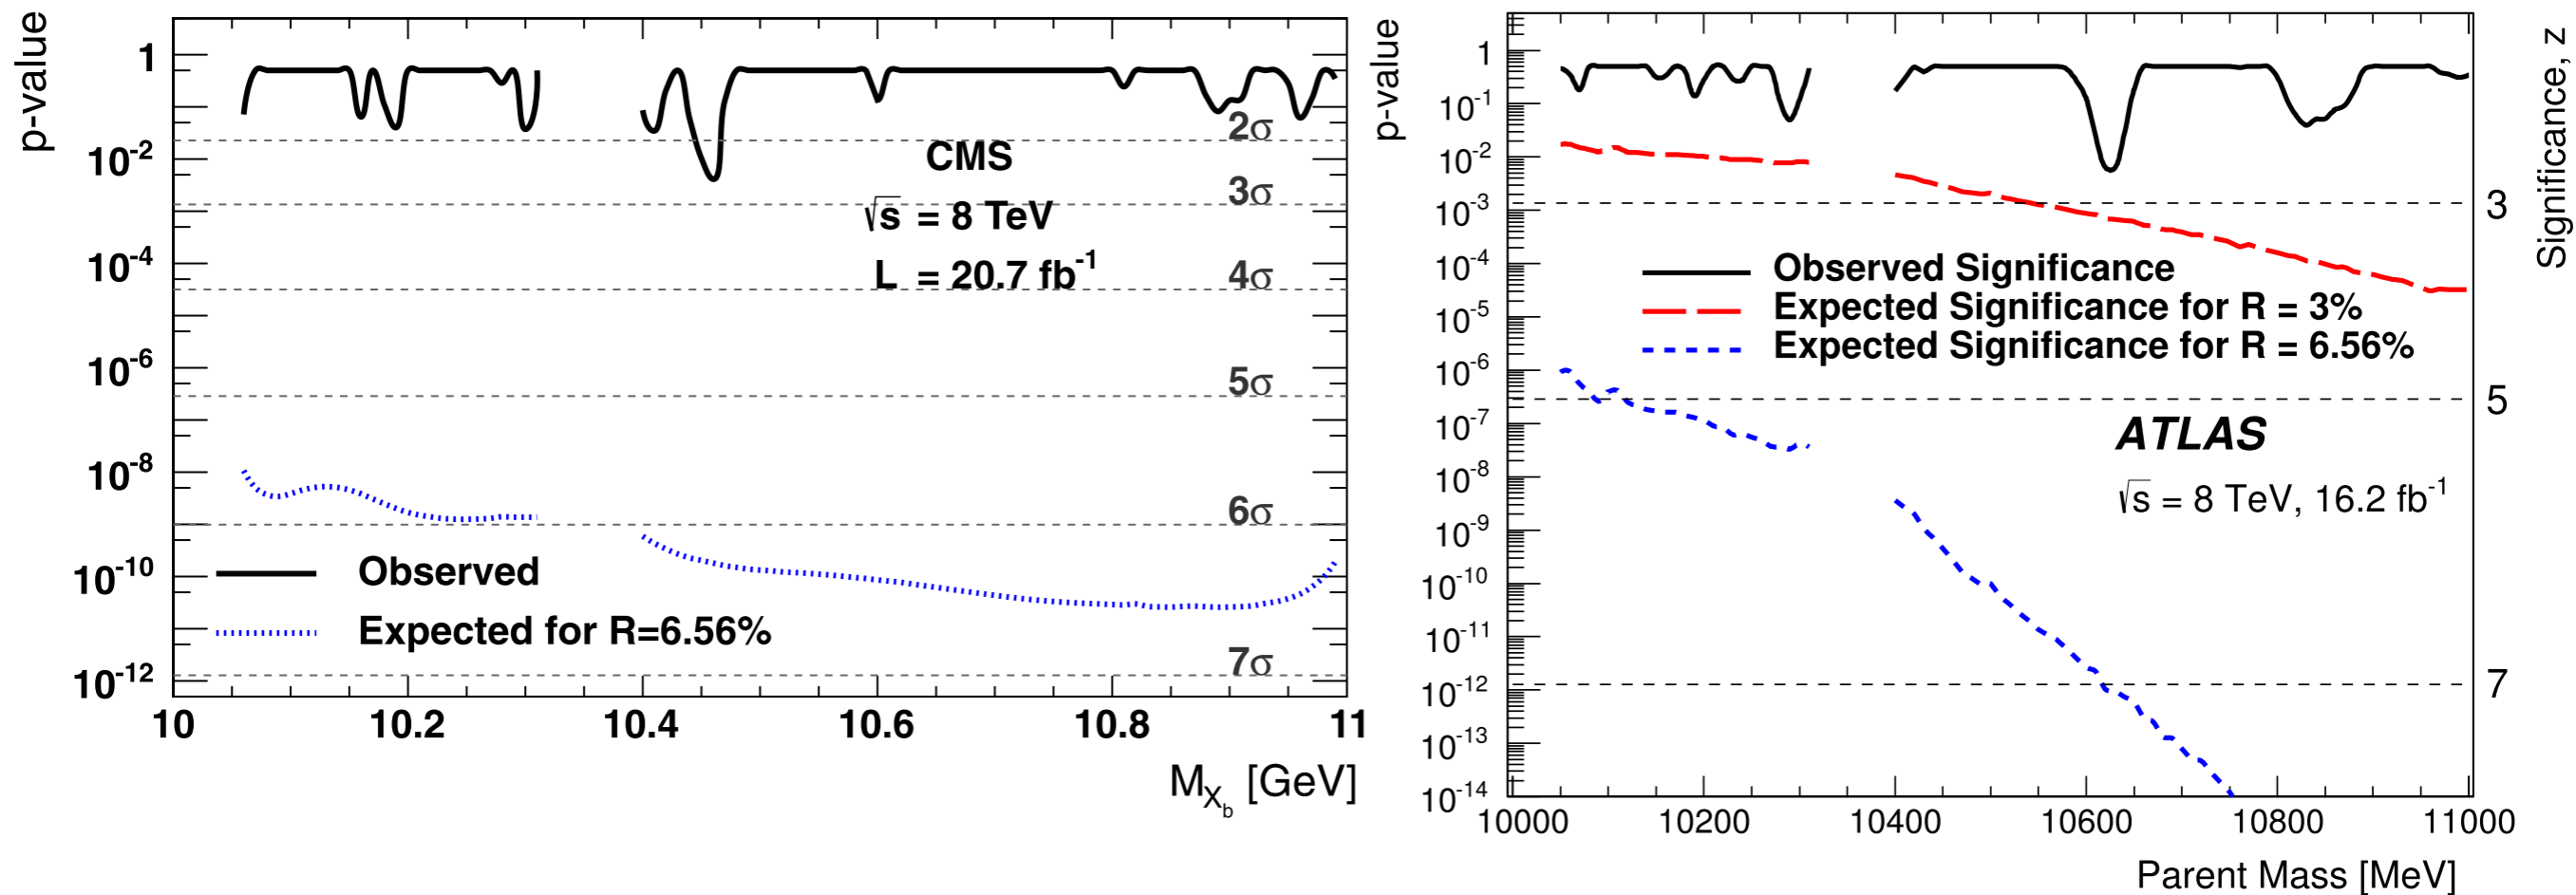 p-value
1
10-2
10-4
10-6
10-8
10-10
10-12
2σ
3σ
4σ
5σ
6σ
7σ
CMS
√s = 8 TeV
L = 20.7 fb-1
Observed
Expected for R=6.56%
10 10.2 10.4 10.6 10.8 11
MXb [GeV]
p-value
1
10-1
10-2
10-3
10-4
10-5
10-6
10-7
10-8
10-9
10-10
10-11
10-12
10-13
10-14
Observed Significance
Expected Significance for R = 3%
Expected Significance for R = 6.56%
ATLAS
√s = 8 TeV, 16.2 fb-1
3
5
7
Significance, z
10000 10200 10400 10600 10800 11000
Parent Mass [MeV]